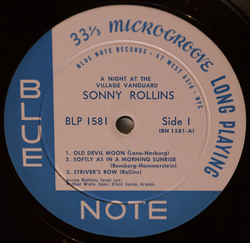 33⅓ MICROGROOVE LONG PLAYING
BLUE NOTE RECORDS • 47 WEST 63rd • NYC
A NIGHT AT THE
VILLAGE VANGUARD
SONNY ROLLINS
BLP 1581 Side 1
(BN 1581-A)
1. OLD DEVIL MOON (Lane-Harburg)
2. SOFTLY AS IN A MORNING SUNRISE
(Romberg-Hammerstein)
3. STRIVER'S ROW (Rollins)
Sonny Rollins, tenor sax;
Wilbur Ware, bass; Elvin Jones, drums.
BLUE
NOTE